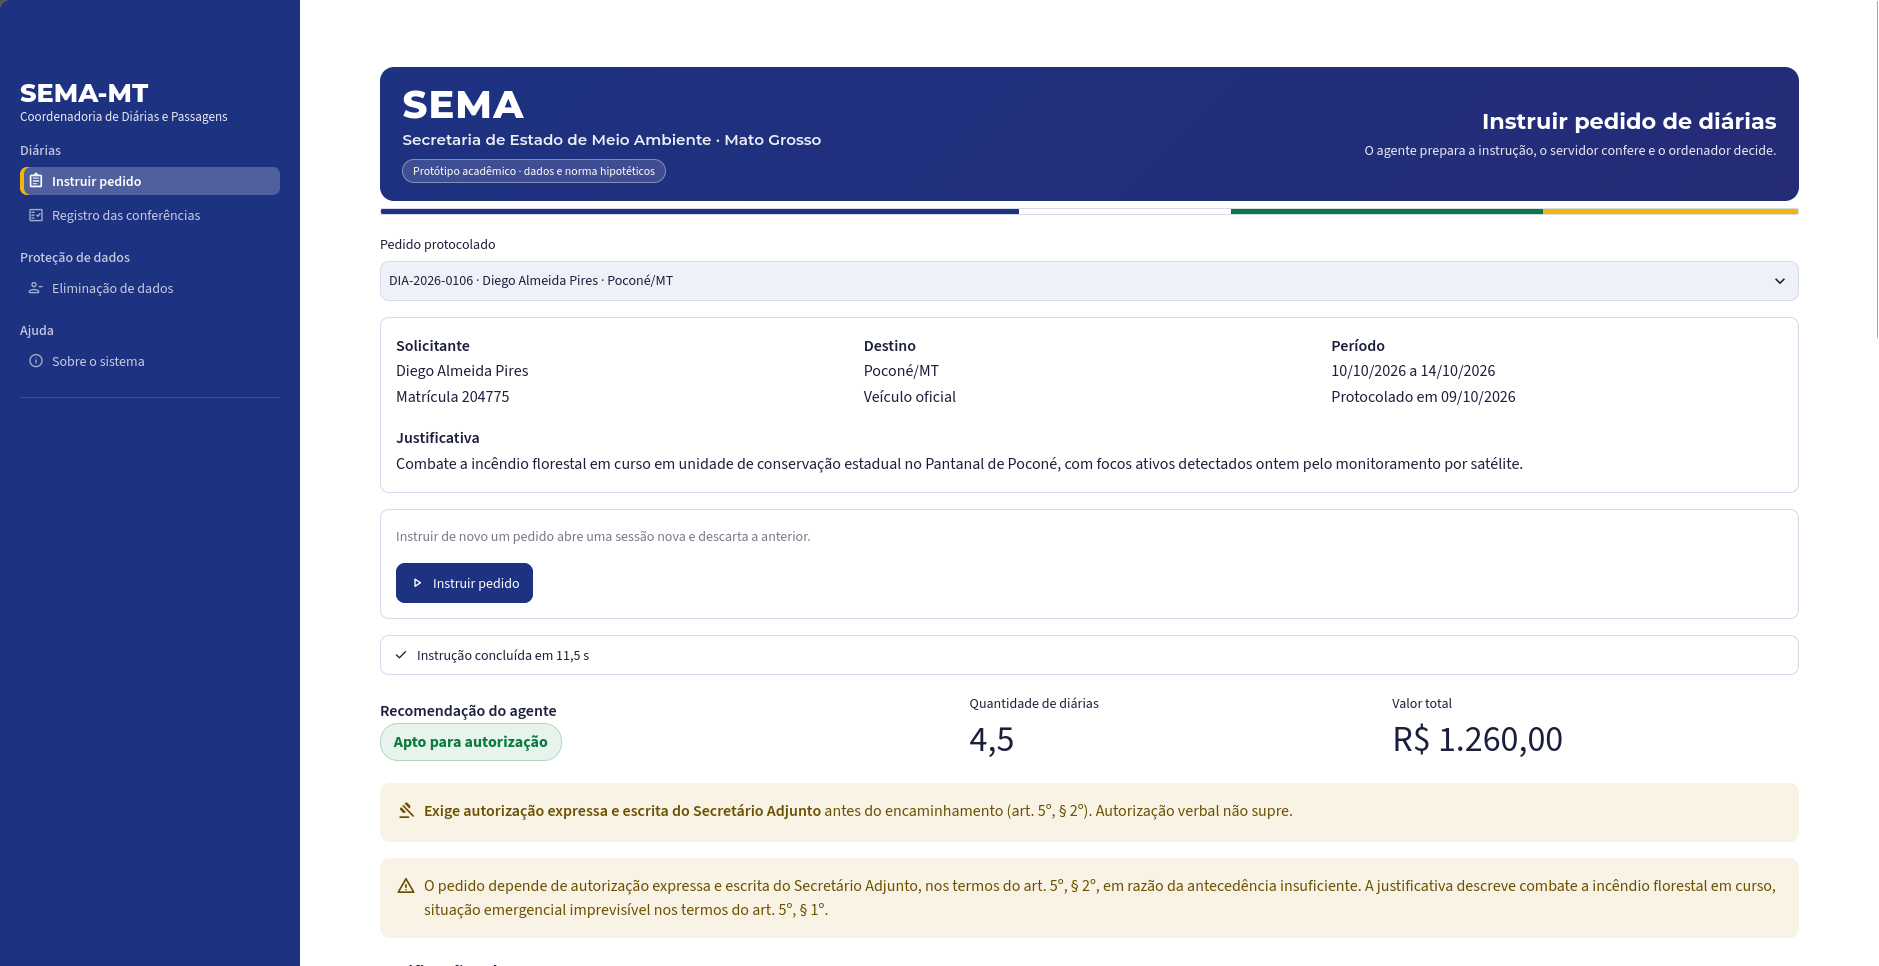 SEMA-MT
Coordenadoria de Diárias e Passagens
Diárias
Instruir pedido
Registro das conferências
Proteção de dados
Eliminação de dados
Ajuda
Sobre o sistema
SEMA
Secretaria de Estado de Meio Ambiente · Mato Grosso
Protótipo acadêmico · dados e norma hipotéticos
Instruir pedido de diárias
O agente prepara a instrução, o servidor confere e o ordenador decide.
Pedido protocolado
DIA-2026-0106 · Diego Almeida Pires · Poconé/MT
Solicitante
Diego Almeida Pires
Matrícula 204775
Destino
Poconé/MT
Veículo oficial
Período
10/10/2026 a 14/10/2026
Protocolado em 09/10/2026
Justificativa
Combate a incêndio florestal em curso em unidade de conservação estadual no Pantanal de Poconé, com focos ativos detectados ontem pelo monitoramento por satélite.
Instruir de novo um pedido abre uma sessão nova e descarta a anterior.
Instruir pedido
Instrução concluída em 11,5 s
Recomendação do agente
Apto para autorização
Quantidade de diárias
4,5
Valor total
R$ 1.260,00
Exige autorização expressa e escrita do Secretário Adjunto antes do encaminhamento (art. 5º, § 2º). Autorização verbal não supre.
O pedido depende de autorização expressa e escrita do Secretário Adjunto, nos termos do art. 5º, § 2º, em razão da antecedência insuficiente. A justificativa descreve combate a incêndio florestal em curso,
situação emergencial imprevisível nos termos do art. 5º, § 1º.